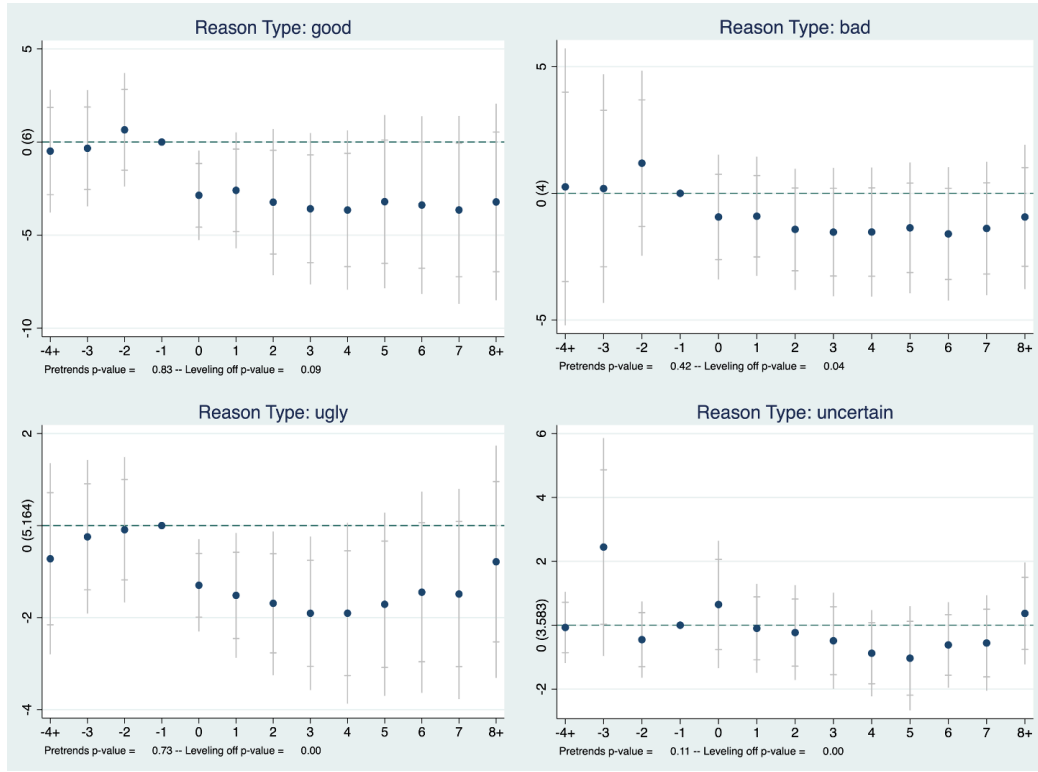 Reason Type: good
5
0 (6)
-5
-10
-4+ -3 -2 -1 0 1 2 3 4 5 6 7 8+
Pretrends p-value = 0.83 -- Leveling off p-value = 0.09
Reason Type: bad
5
0 (4)
-5
-4+ -3 -2 -1 0 1 2 3 4 5 6 7 8+
Pretrends p-value = 0.42 -- Leveling off p-value = 0.04
Reason Type: ugly
2
0 (5.164)
-2
-4
-4+ -3 -2 -1 0 1 2 3 4 5 6 7 8+
Pretrends p-value = 0.73 -- Leveling off p-value = 0.00
Reason Type: uncertain
6
4
2
0 (3.583)
-2
-4+ -3 -2 -1 0 1 2 3 4 5 6 7 8+
Pretrends p-value = 0.11 -- Leveling off p-value = 0.00